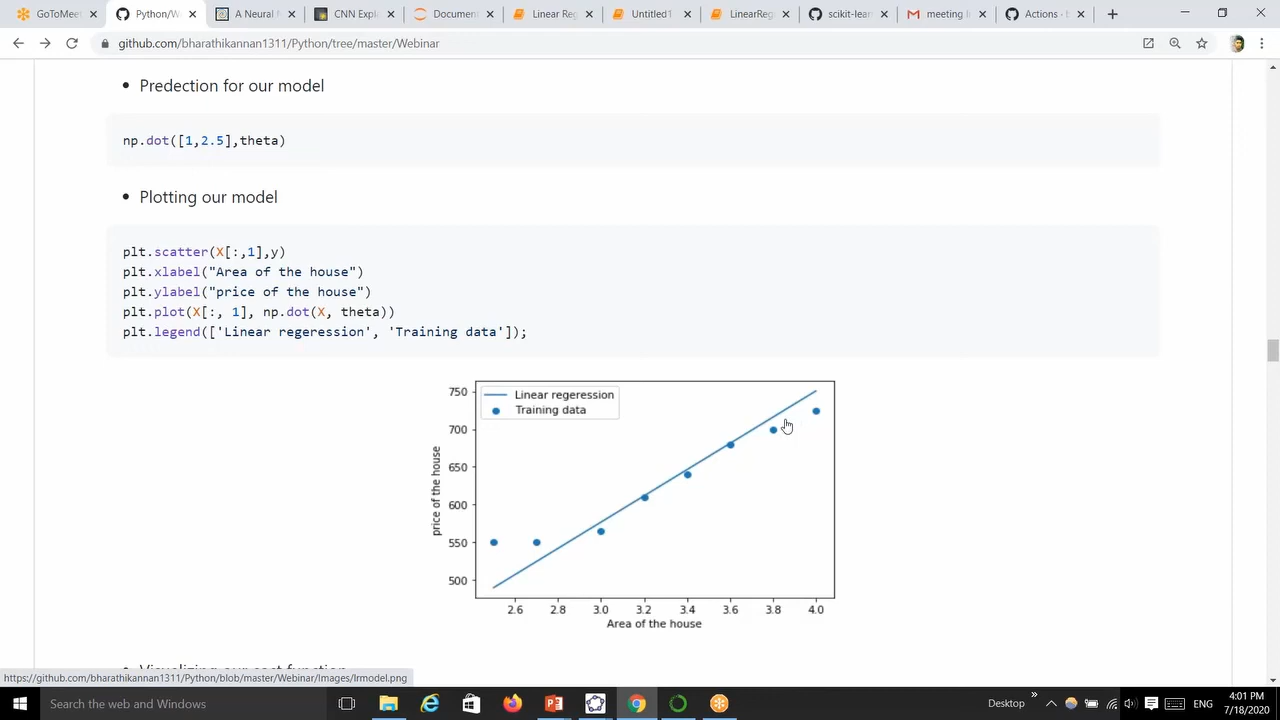 GoToMeet
Python/W
A Neural
CNN Expl
Document
Linear Reg
Untitled1
LinearReg
scikit-lear
meeting li
Actions - b
github.com/bharathikannan1311/Python/tree/master/Webinar
• Predection for our model
np.dot([1,2.5],theta)
• Plotting our model
plt.scatter(X[:,1],y)
plt.xlabel("Area of the house")
plt.ylabel("price of the house")
plt.plot(X[:, 1], np.dot(X, theta))
plt.legend(['Linear regeression', 'Training data']);
Linear regeression
Training data
price of the house
750
700
650
600
550
500
2.6 2.8 3.0 3.2 3.4 3.6 3.8 4.0
Area of the house
• Visualizing our cost function
https://github.com/bharathikannan1311/Python/blob/master/Webinar/Images/lrmodel.png
Search the web and Windows
Desktop
ENG
4:01 PM
7/18/2020